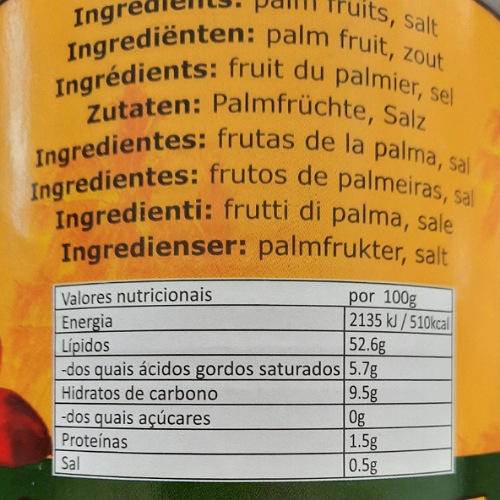 Ingredients: palm fruits, salt
Ingrediënten: palm fruit, zout
Ingrédients: fruit du palmier, sel
Zutaten: Palmfrüchte, Salz
Ingredientes: frutas de la palma, sal
Ingredientes: frutos de palmeiras, sal
Ingredienti: frutti di palma, sale
Ingredienser: palmfrukter, salt
Valores nutricionais por 100g
Energia 2135 kJ / 510kcal
Lípidos 52.6g
-dos quais ácidos gordos saturados 5.7g
Hidratos de carbono 9.5g
-dos quais açúcares 0g
Proteínas 1.5g
Sal 0.5g